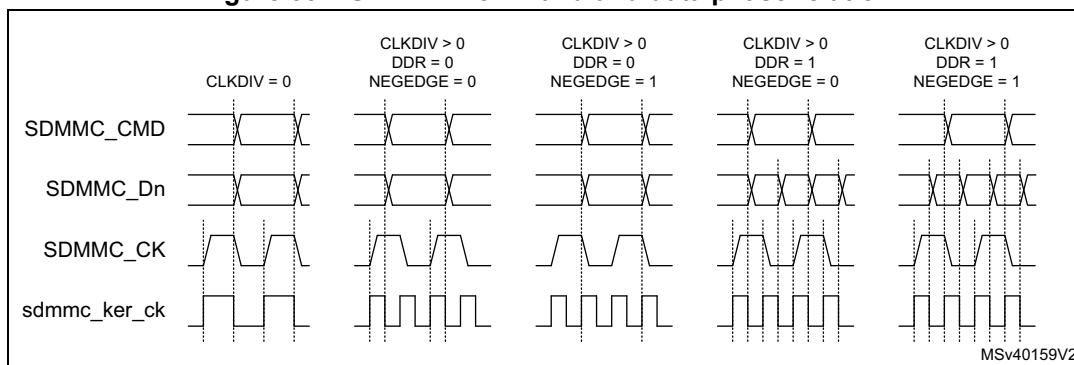 CLKDIV = 0
CLKDIV > 0
DDR = 0
NEGEDGE = 0
CLKDIV > 0
DDR = 0
NEGEDGE = 1
CLKDIV > 0
DDR = 1
NEGEDGE = 0
CLKDIV > 0
DDR = 1
NEGEDGE = 1
SDMMC_CMD
SDMMC_Dn
SDMMC_CK
sdmmc_ker_ck
MSv40159V2